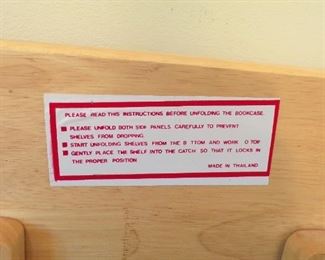 PLEASE READ THIS INSTRUCTIONS BEFORE UNFOLDING THE BOOKCASE.
PLEASE UNFOLD BOTH SIDE PANELS CAREFULLY TO PREVENT
SHELVES FROM DROPPING.
START UNFOLDING SHELVES FROM THE B TTOM AND WORK O TOP
GENTLY PLACE THE SHELF INTO THE CATCH SO THAT IT LOCKS IN
THE PROPER POSITION
MADE IN THAILAND